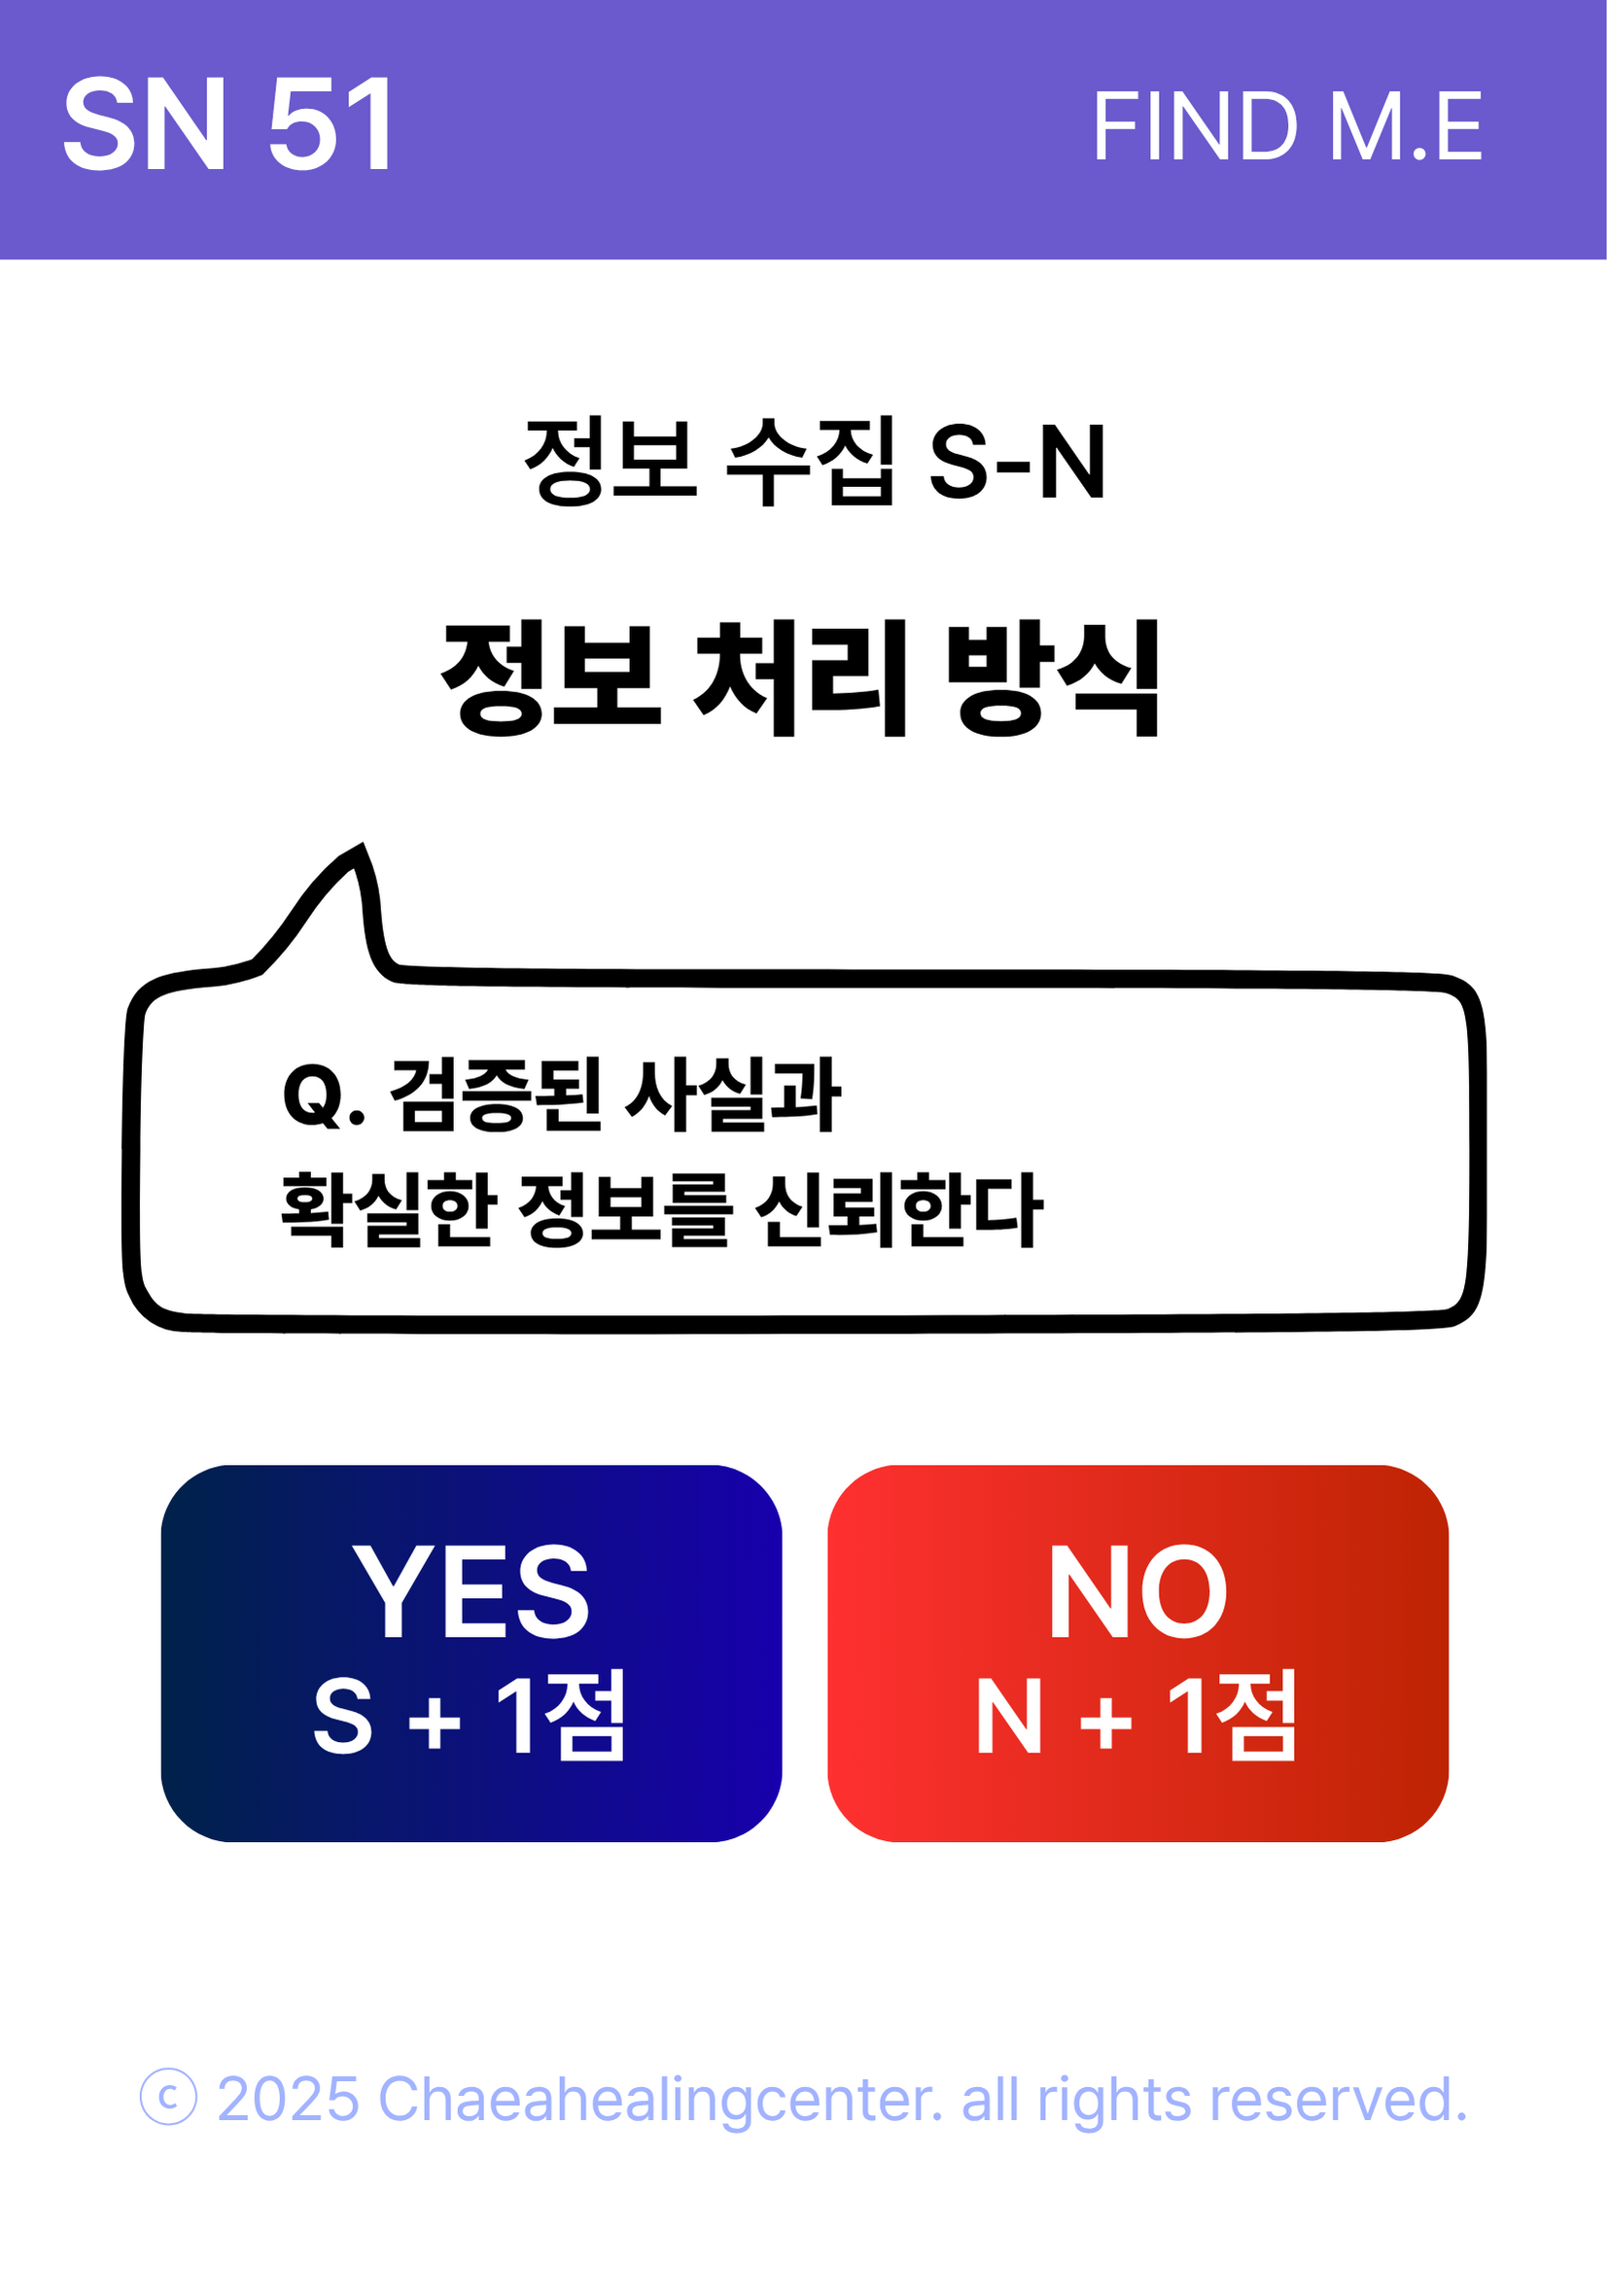 SN 51
FIND M.E
정보 수집 S-N
정보 처리 방식
Q. 검증된 사실과
확실한 정보를 신뢰한다
YES
S + 1점
NO
N + 1점
ⓒ 2025 Chaeahealingcenter. all rights reserved.